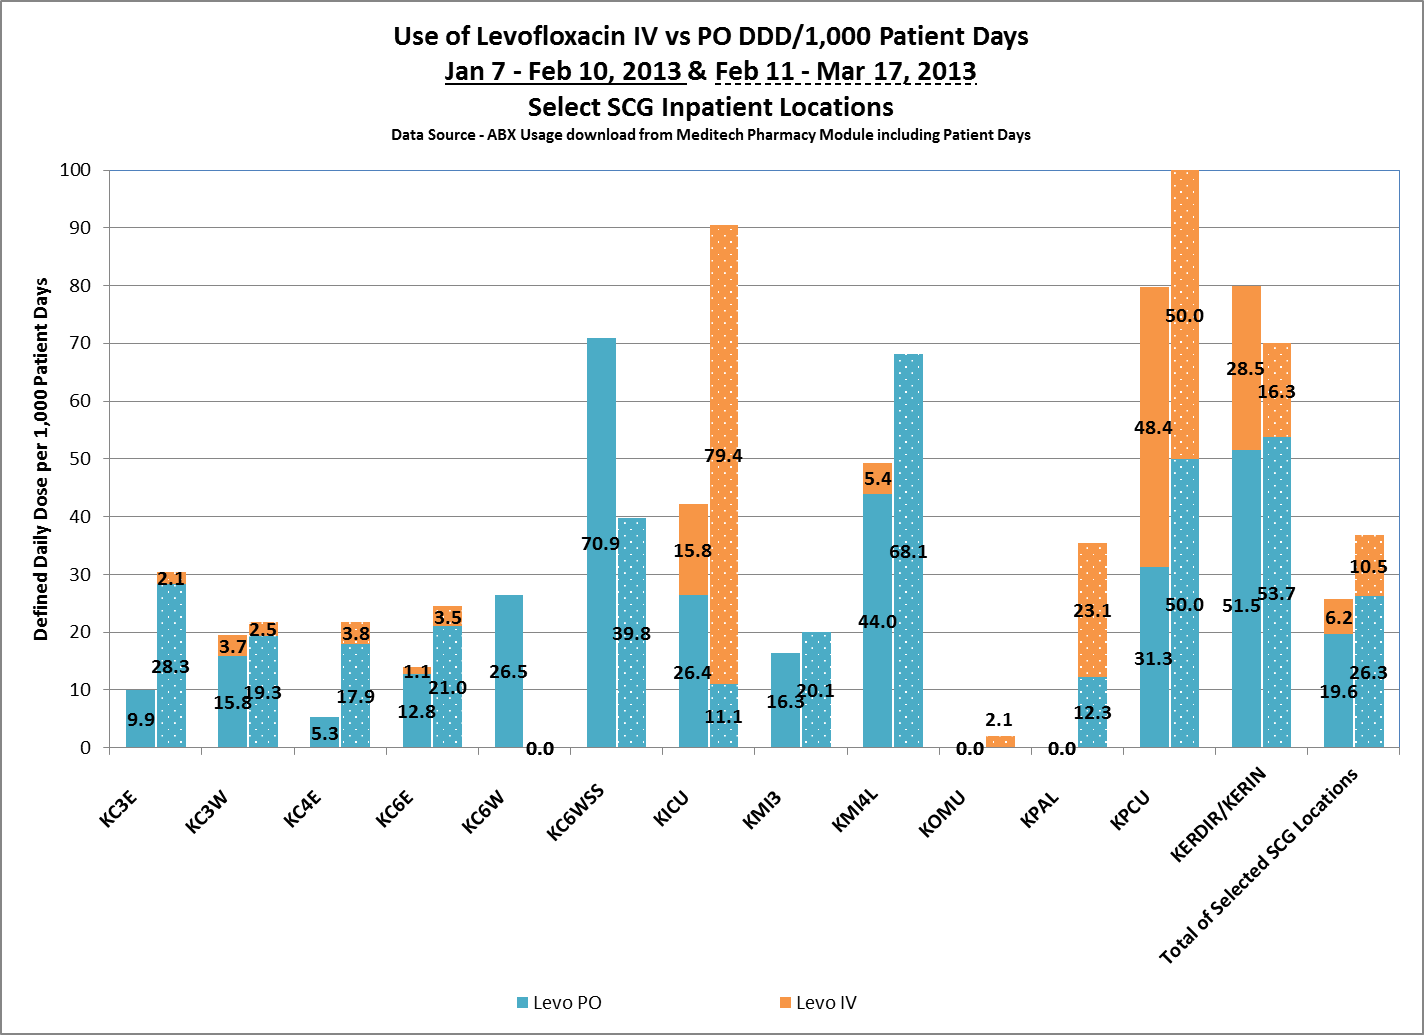 Use of Levofloxacin IV vs PO DDD/1,000 Patient Days
Jan 7 - Feb 10, 2013 & Feb 11 - Mar 17, 2013
Select SCG Inpatient Locations
Data Source - ABX Usage download from Meditech Pharmacy Module including Patient Days
Defined Daily Dose per 1,000 Patient Days
100
90
80
70
60
50
40
30
20
10
0
9.9
28.3
2.1
15.8
3.7
19.3
2.5
5.3
17.9
3.8
12.8
1.1
21.0
3.5
26.5
0.0
70.9
39.8
26.4
15.8
11.1
79.4
16.3
20.1
44.0
5.4
68.1
0.0
2.1
0.0
12.3
23.1
31.3
48.4
50.0
50.0
51.5
28.5
53.7
16.3
19.6
6.2
26.3
10.5
KC3E
KC3W
KC4E
KC6E
KC6W
KC6WSS
KICU
KMI3
KMI4L
KOMU
KPAL
KPCU
KERDIR/KERIN
Total of Selected SCG Locations
Levo PO
Levo IV